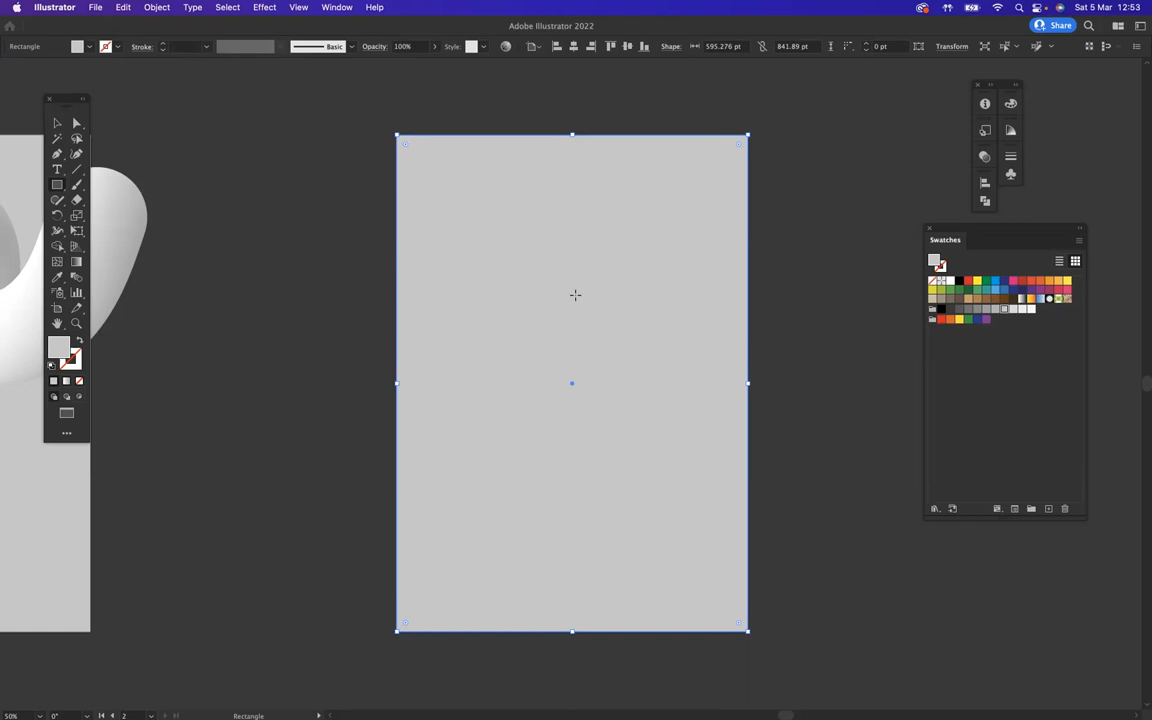 Illustrator File Edit Object Type Select Effect View Window Help Sat 5 Mar 12:53
Adobe Illustrator 2022 Share
Rectangle Stroke: Basic Opacity: 100% Style: Shape: 595.276 pt 841.89 pt 0 pt Transform
Swatches
50% 0° 2 Rectangle